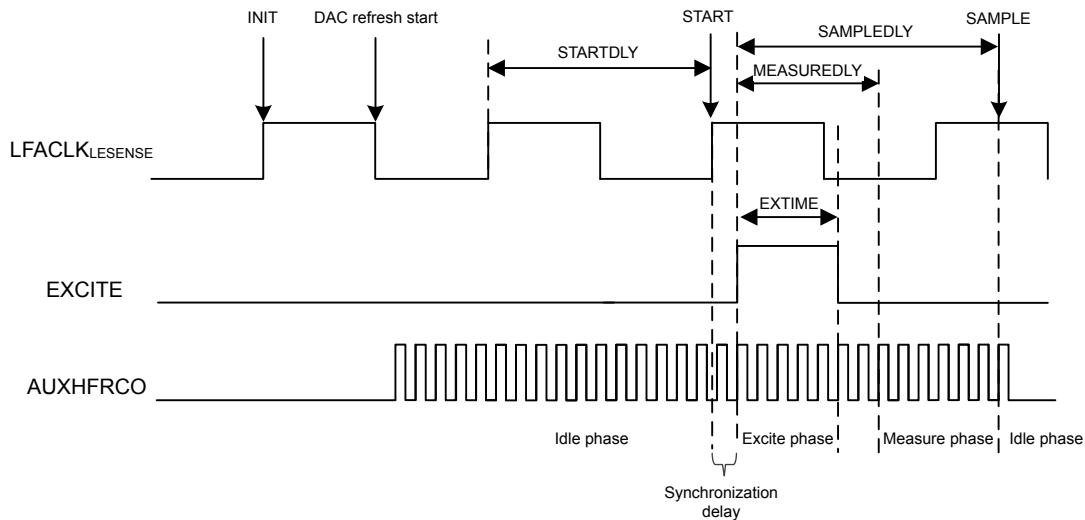 INIT
DAC refresh start
START
SAMPLE
SAMPLEDLY
STARTDLY
MEASUREDLY
LFACLKLESENSE
EXTIME
EXCITE
AUXHFRCO
Idle phase
Excite phase
Measure phase
Idle phase
Synchronization
delay